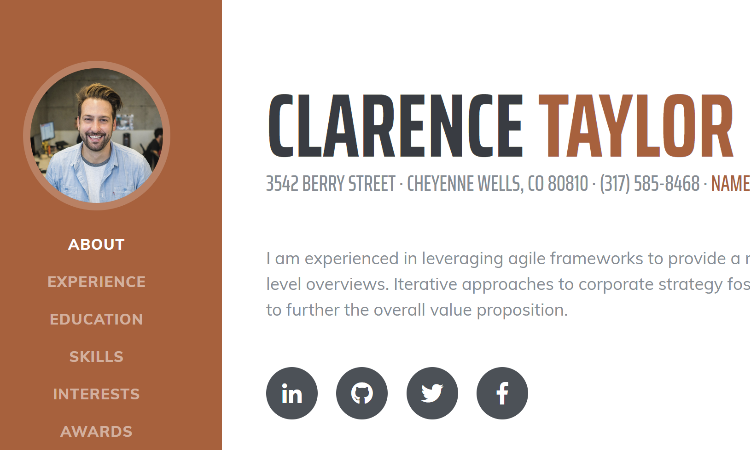 CLARENCE TAYLOR
3542 BERRY STREET · CHEYENNE WELLS, CO 80810 · (317) 585-8468 · NAME
ABOUT
EXPERIENCE
EDUCATION
SKILLS
INTERESTS
AWARDS
I am experienced in leveraging agile frameworks to provide a
level overviews. Iterative approaches to corporate strategy
to further the overall value proposition.
in
f